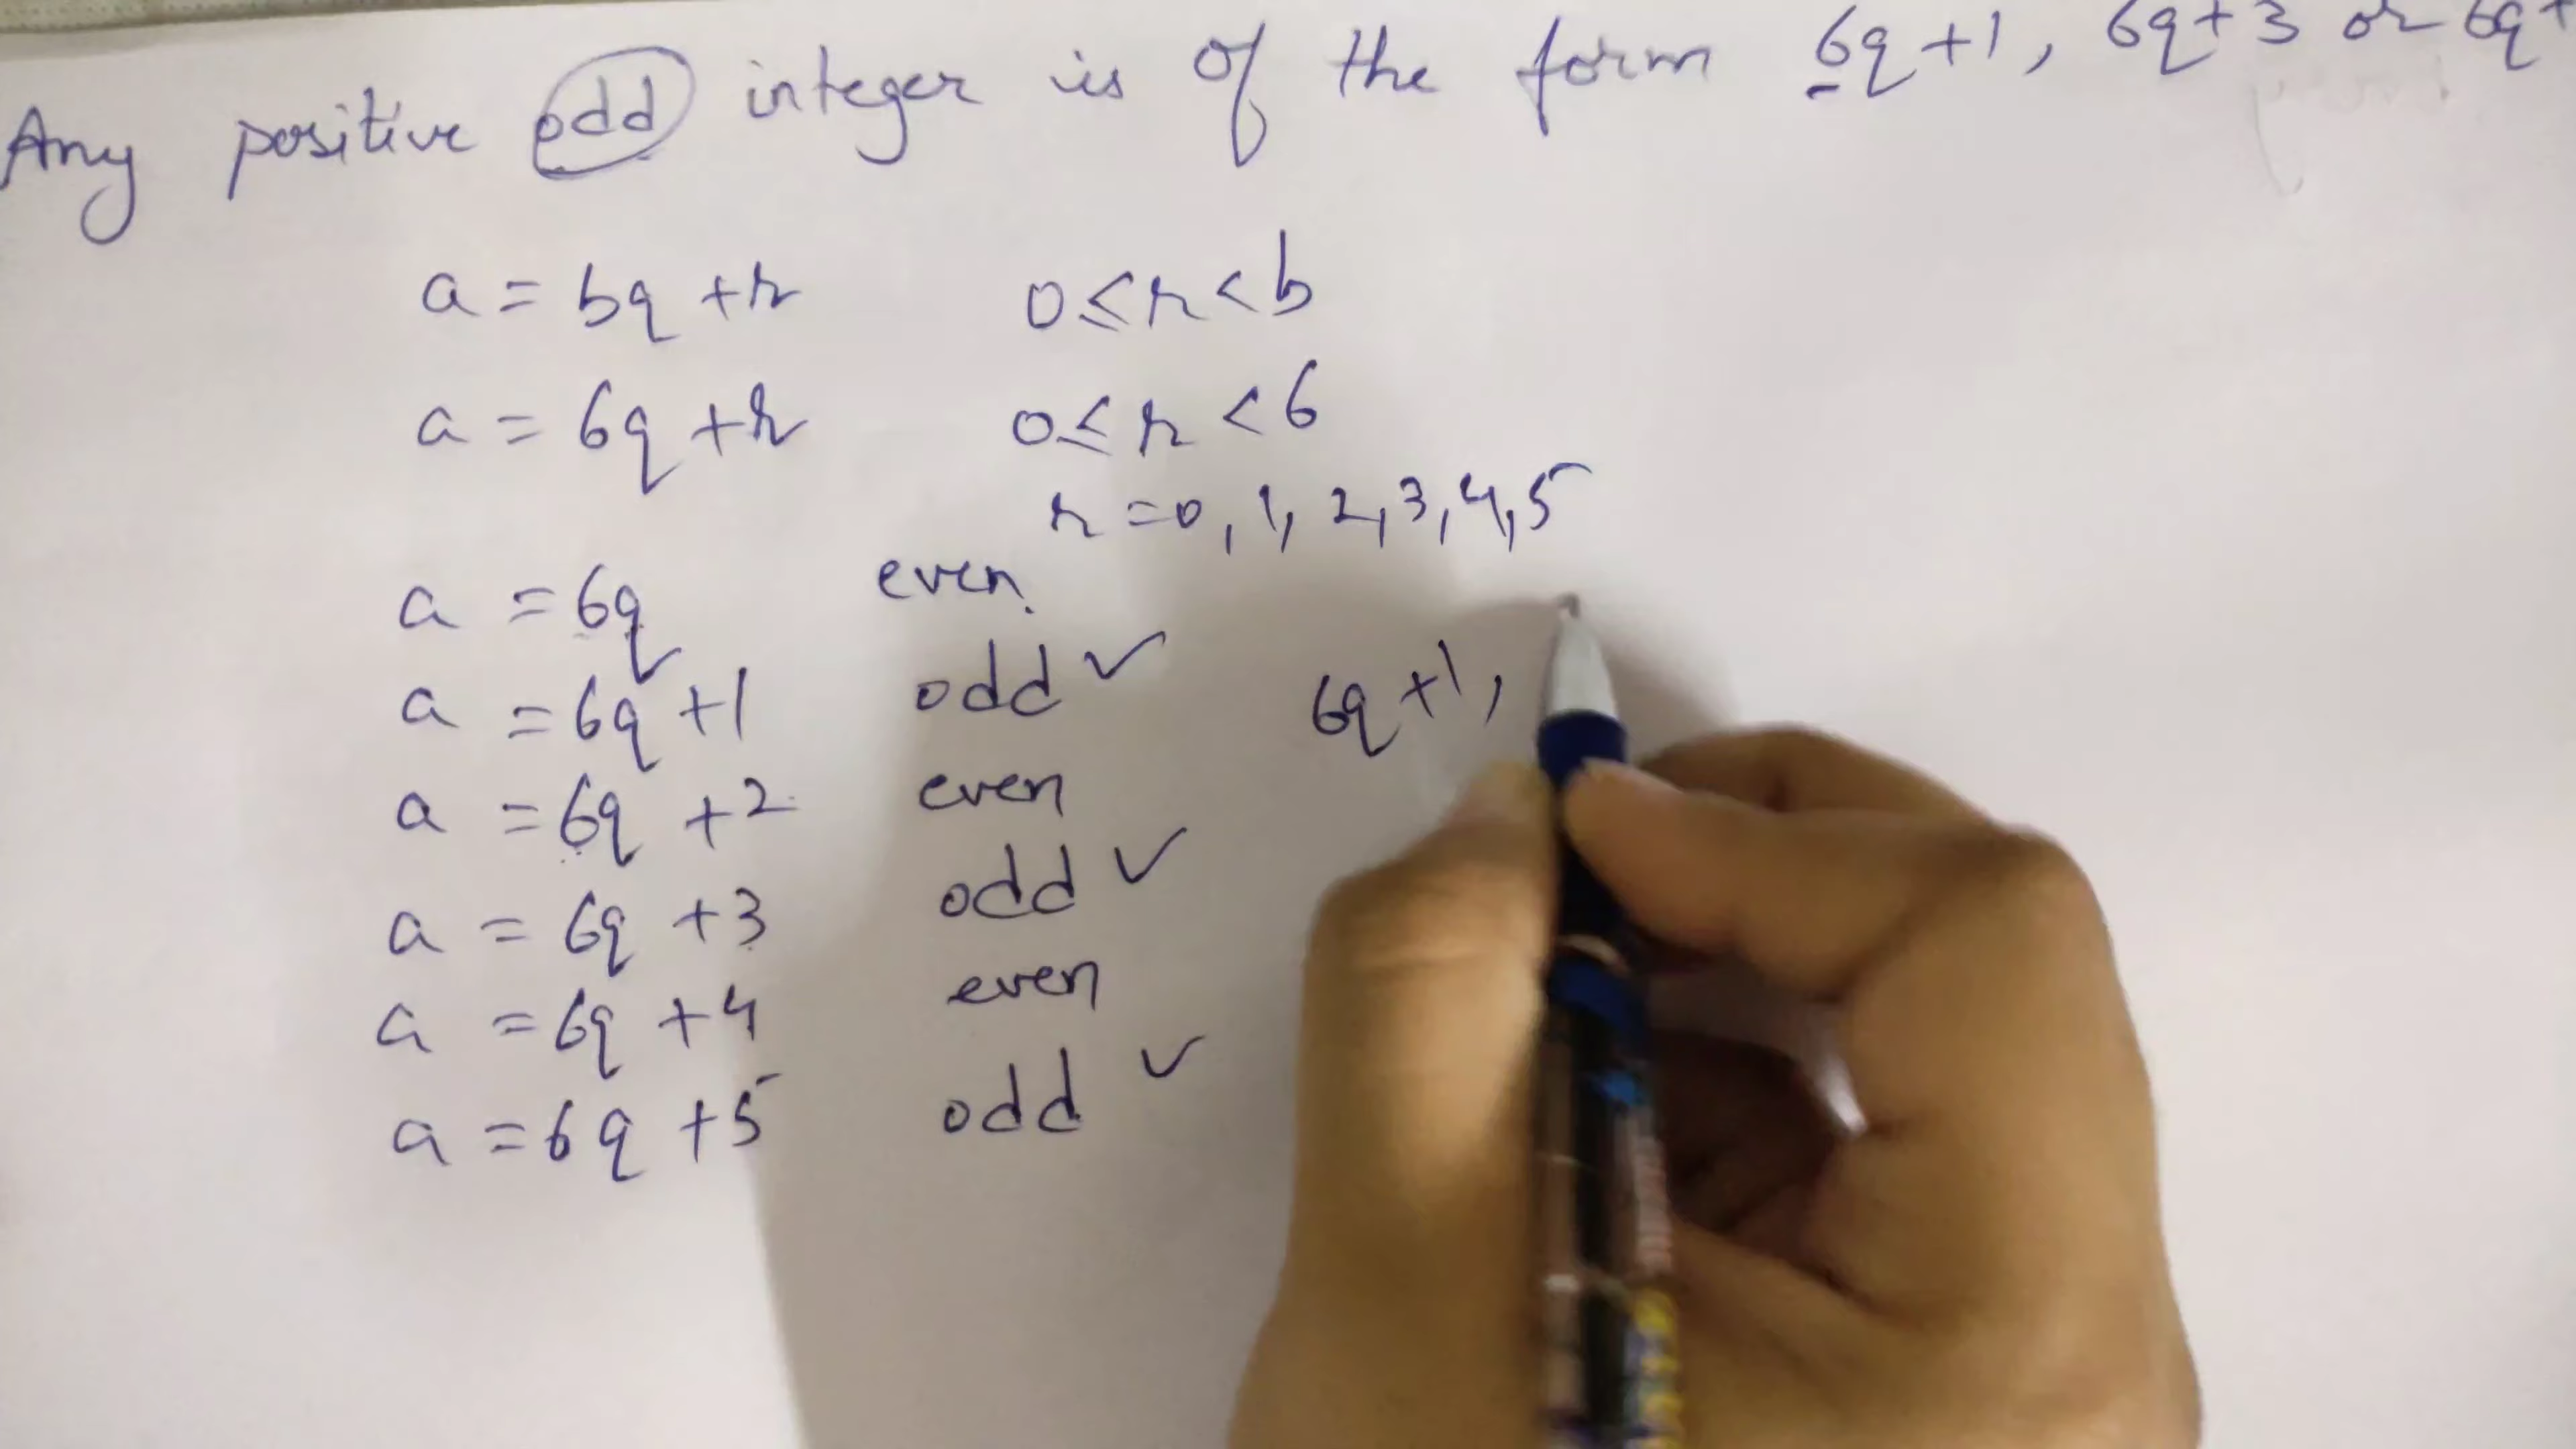 Any positive odd integer is of the form 6q+1, 6q+3 or 6q+
a = bq + r 0 ≤ r < b
a = 6q + r 0 ≤ r < 6
r = 0, 1, 2, 3, 4, 5
a = 6q even
a = 6q + 1 odd ✓ 6q + 1,
a = 6q + 2 even
a = 6q + 3 odd ✓
a = 6q + 4 even
a = 6q + 5 odd ✓